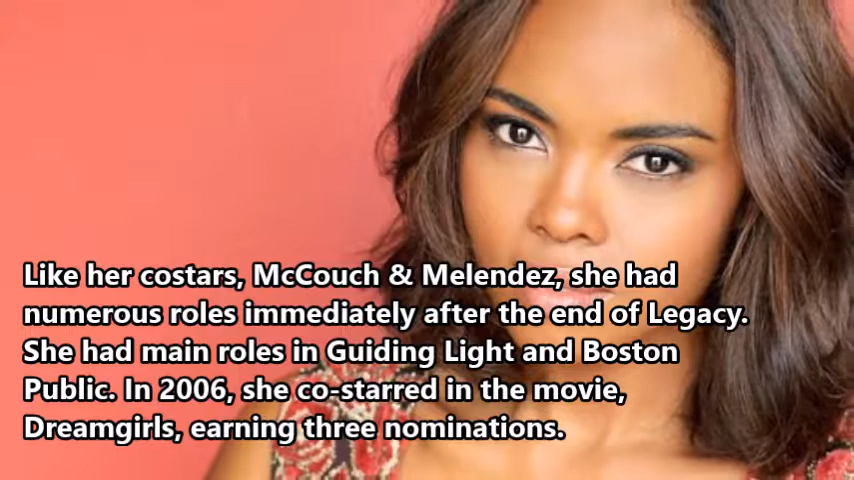 Like her costars, McCouch & Melendez, she had
numerous roles immediately after the end of Legacy.
She had main roles in Guiding Light and Boston
Public. In 2006, she co-starred in the movie,
Dreamgirls, earning three nominations.